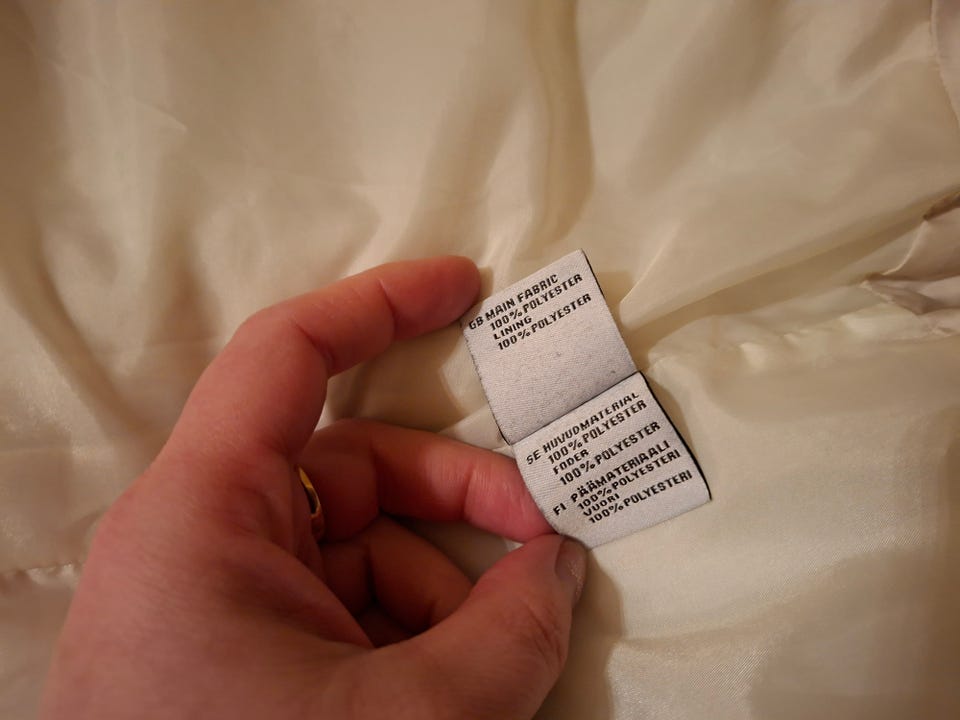 GB MAIN FABRIC
100% POLYESTER
LINING
100% POLYESTER
SE HUVUDMATERIAL
100% POLYESTER
FODER
100% POLYESTER
FI PÄÄMATERIAALI
100% POLYESTERI
VUORI
100% POLYESTERI